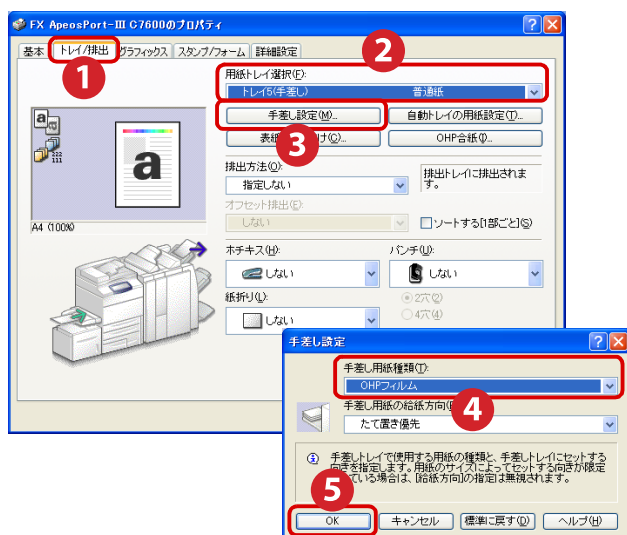 FX ApeosPort-III C7600のプロパティ
基本 トレイ/排出 グラフィックス スタンプ/フォーム 詳細設定
1
2
用紙トレイ選択(F):
トレイ5(手差し) 普通紙
手差し設定(M)... 自動トレイの用紙設定(T)...
3
OHP合紙(I)...
排出方法(O):
指定しない
排出トレイに排出されま
す。
オフセット排出(E):
しない
ソートする[1部ごと](S)
a
A4 (100%)
ホチキス(H): パンチ(U):
しない しない
紙折り(L): 2穴(2)
しない 4穴(4)
手差し設定
手差し用紙種類(T):
OHPフィルム
4
手差し用紙の給紙方向
たて置き優先
手差しトレイで使用する用紙の種類と、手差しトレイにセットする
向きを指定します。用紙のサイズによってセットする向きが限定
ている場合は、[給紙方向]の指定は無視されます。
5
OK キャンセル 標準に戻す(D) ヘルプ(H)